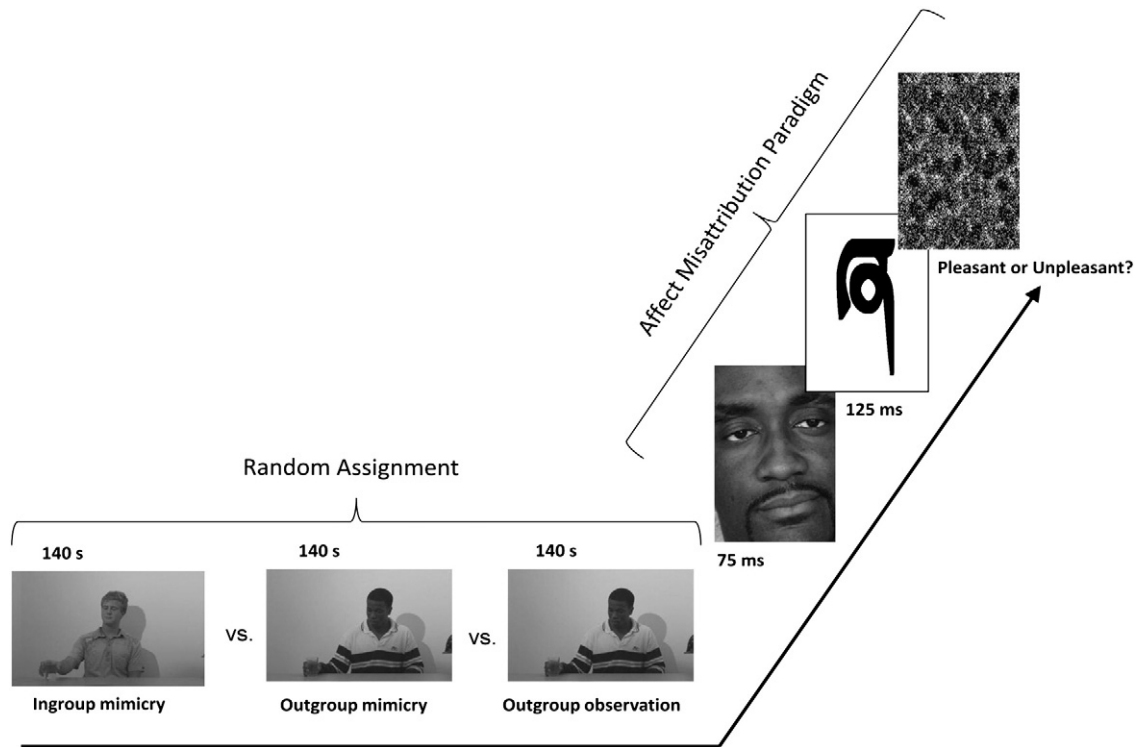 Affect Misattribution Paradigm
Pleasant or Unpleasant?
125 ms
75 ms
Random Assignment
140 s
140 s
140 s
vs.
vs.
Ingroup mimicry
Outgroup mimicry
Outgroup observation